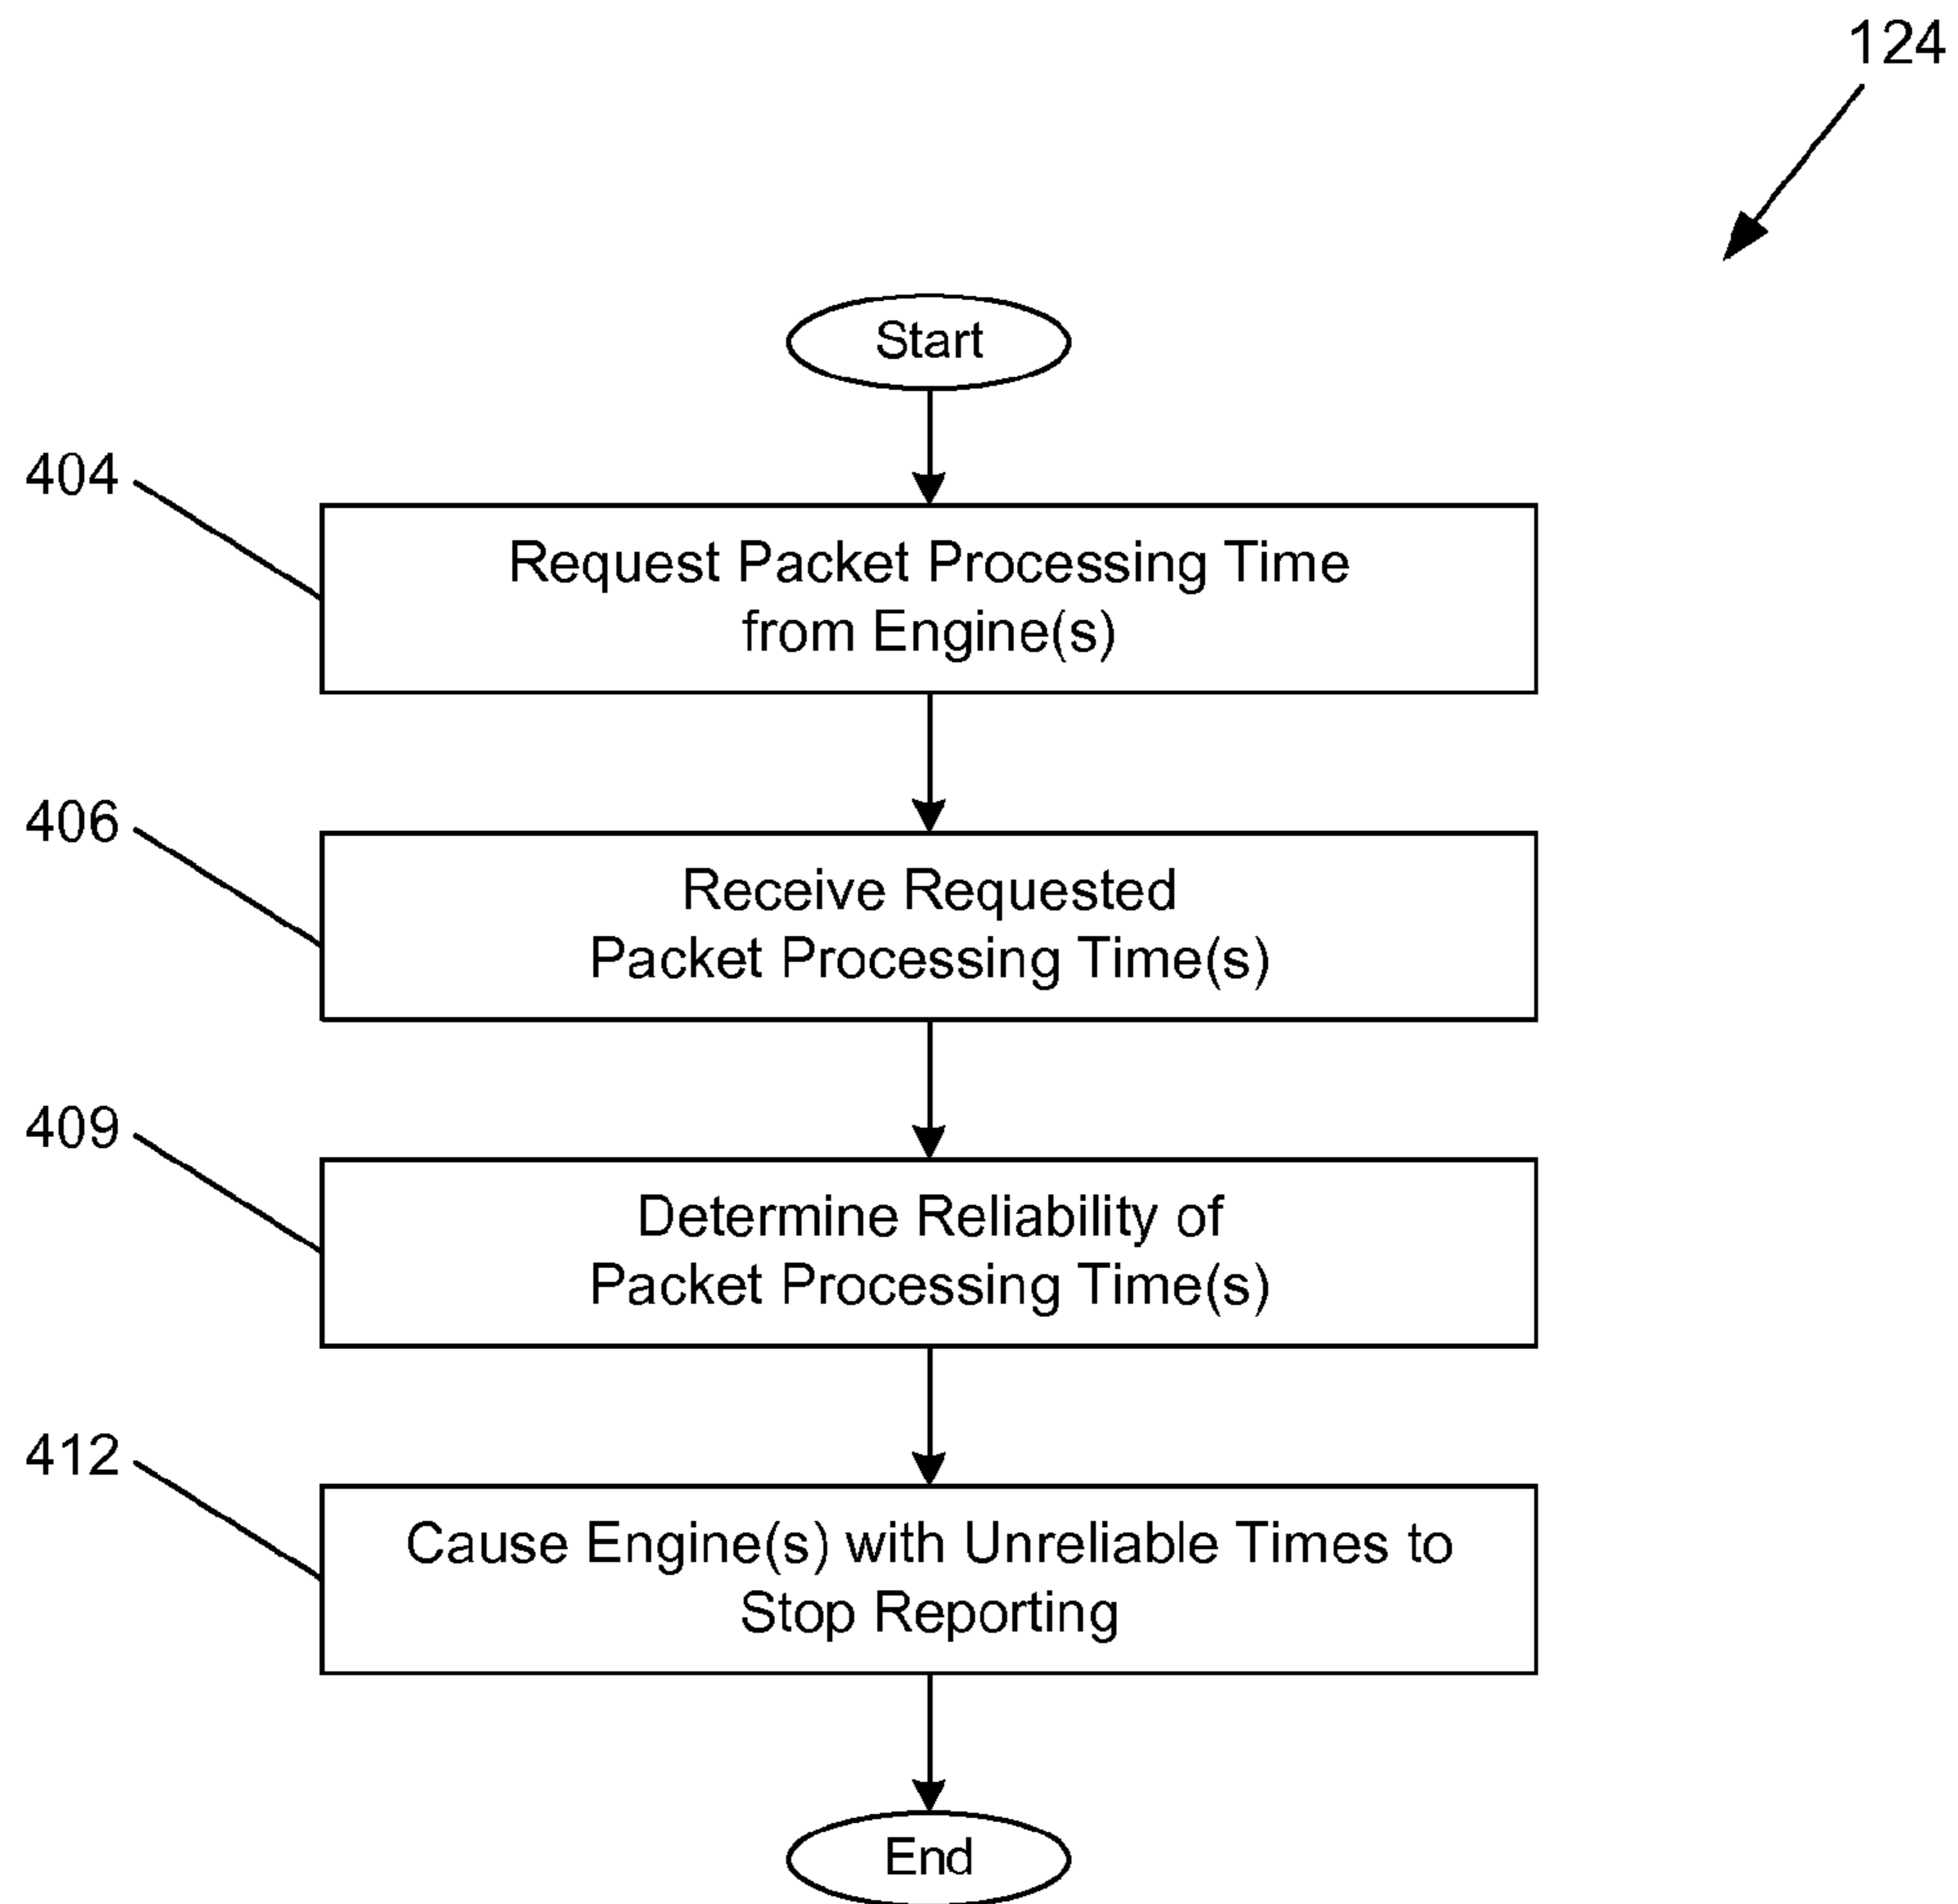 124
Start
404
Request Packet Processing Time
from Engine(s)
406
Receive Requested
Packet Processing Time(s)
409
Determine Reliability of
Packet Processing Time(s)
412
Cause Engine(s) with Unreliable Times to
Stop Reporting
End